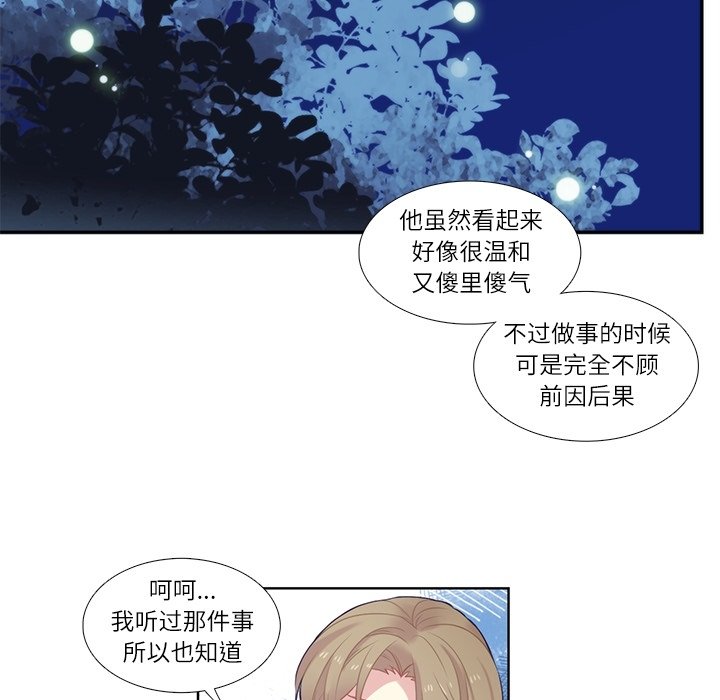 他虽然看起来
好像很温和
又傻里傻气
不过做事的时候
可是完全不顾
前因后果
呵呵...
我听过那件事
所以也知道